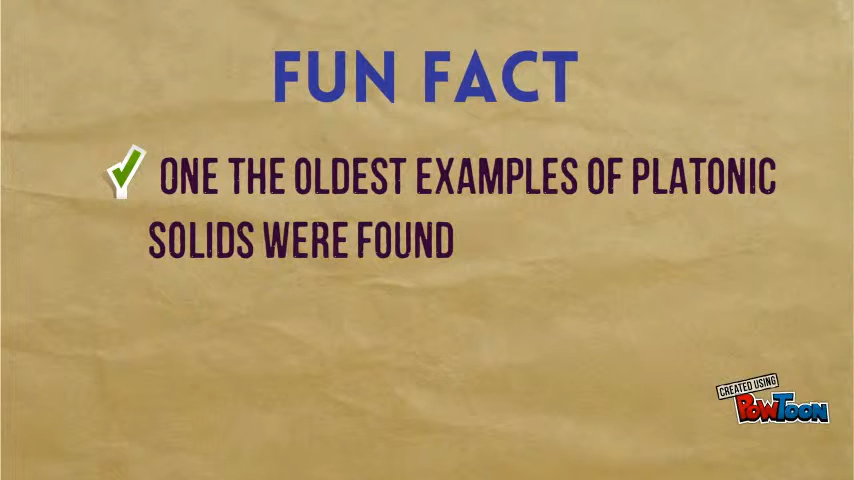 FUN FACT
ONE THE OLDEST EXAMPLES OF PLATONIC
SOLIDS WERE FOUND
CREATED USING
POWTOON